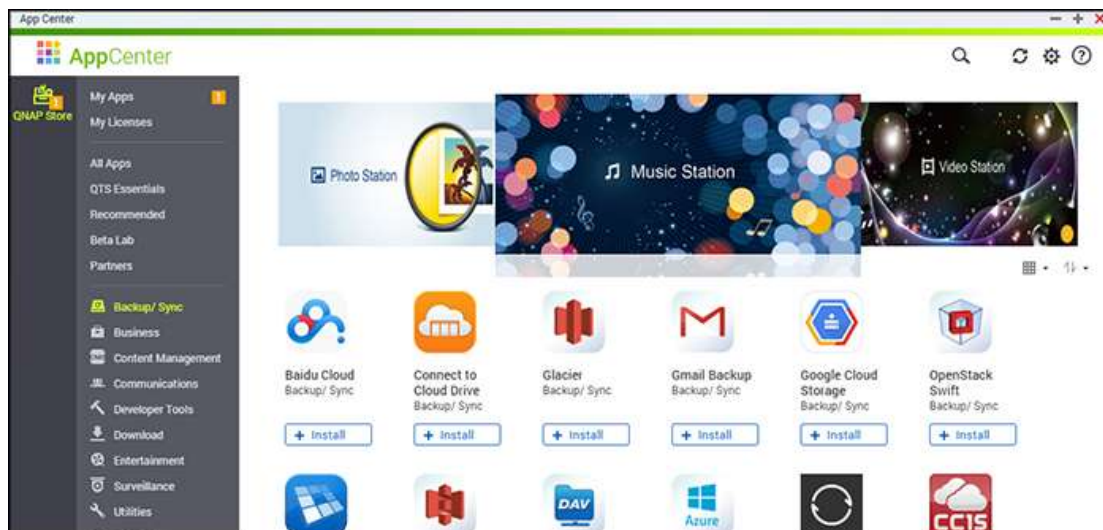 App Center
AppCenter
QNAP Store
1
My Apps
1
My Licenses
All Apps
QTS Essentials
Recommended
Beta Lab
Partners
Backup/ Sync
Business
Content Management
Communications
Developer Tools
Download
Entertainment
Surveillance
Utilities
Photo Station
Music Station
Video Station
Baidu Cloud
Backup/ Sync
+ Install
Connect to
Cloud Drive
Backup/ Sync
+ Install
Glacier
Backup/ Sync
+ Install
Gmail Backup
Backup/ Sync
+ Install
Google Cloud
Storage
Backup/ Sync
+ Install
OpenStack
Swift
Backup/ Sync
+ Install
DAV
Azure
CC1S